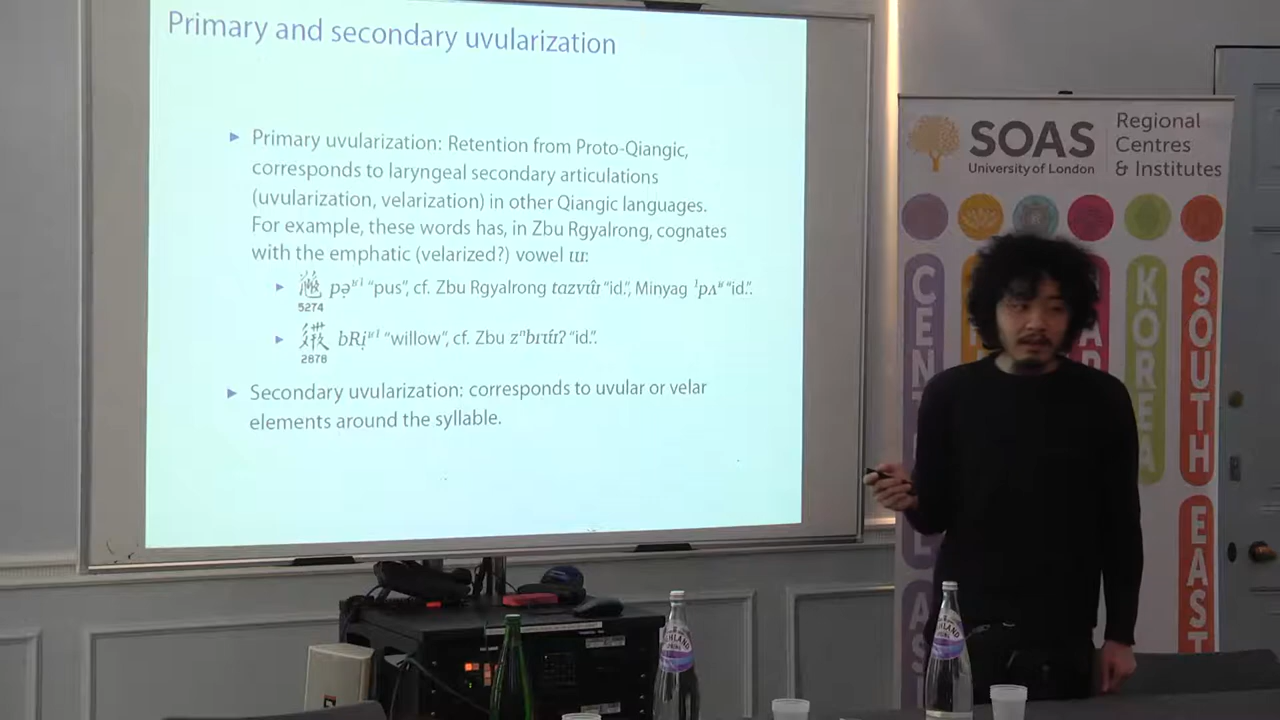 Primary and secondary uvularization
▶ Primary uvularization: Retention from Proto-Qiangic,
corresponds to laryngeal secondary articulations
(uvularization, velarization) in other Qiangic languages.
For example, these words has, in Zbu Rgyalrong, cognates
with the emphatic (velarized?) vowel
5274
"pus", cf. Zbu Rgyalrong "id.", Minyag "id.".
2878
"willow", cf. Zbu "id.".
▶ Secondary uvularization: corresponds to uvular or velar
elements around the syllable.
SOAS
University of London
Regional
Centres
& Institutes
KOREA
SOUTH
EAST